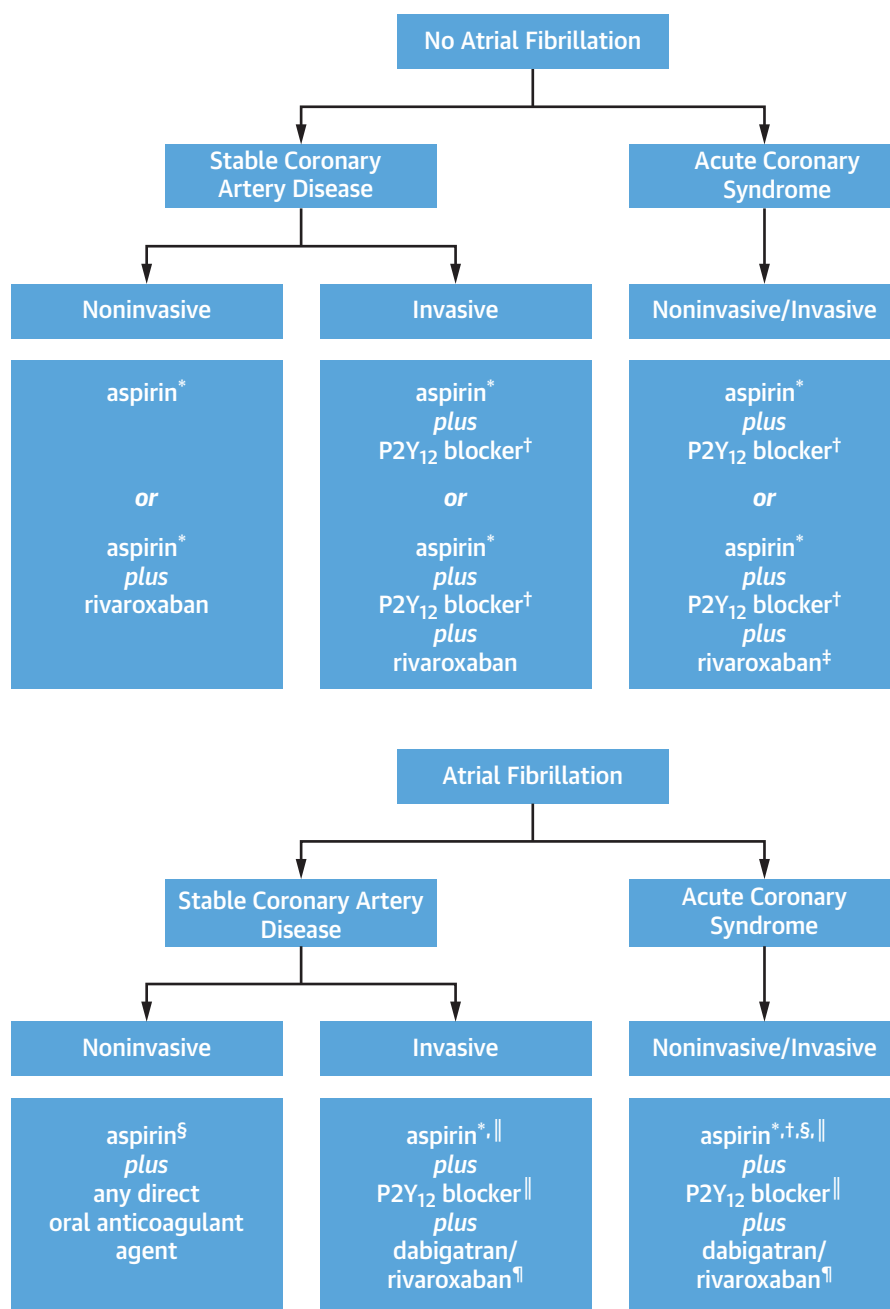 No Atrial Fibrillation
Stable Coronary
Artery Disease
Acute Coronary
Syndrome
Noninvasive
Invasive
Noninvasive/Invasive
aspirin*
or
aspirin*
plus
rivaroxaban
aspirin*
plus
P2Y₁₂ blocker†
or
aspirin*
plus
P2Y₁₂ blocker†
plus
rivaroxaban
aspirin*
plus
P2Y₁₂ blocker†
or
aspirin*
plus
P2Y₁₂ blocker†
plus
rivaroxaban‡
Atrial Fibrillation
Stable Coronary Artery
Disease
Acute Coronary
Syndrome
Noninvasive
Invasive
Noninvasive/Invasive
aspirin§
plus
any direct
oral anticoagulant
agent
aspirin*,‖
plus
P2Y₁₂ blocker‖
plus
dabigatran/
rivaroxaban¶
aspirin*,†,§,‖
plus
P2Y₁₂ blocker‖
plus
dabigatran/
rivaroxaban¶